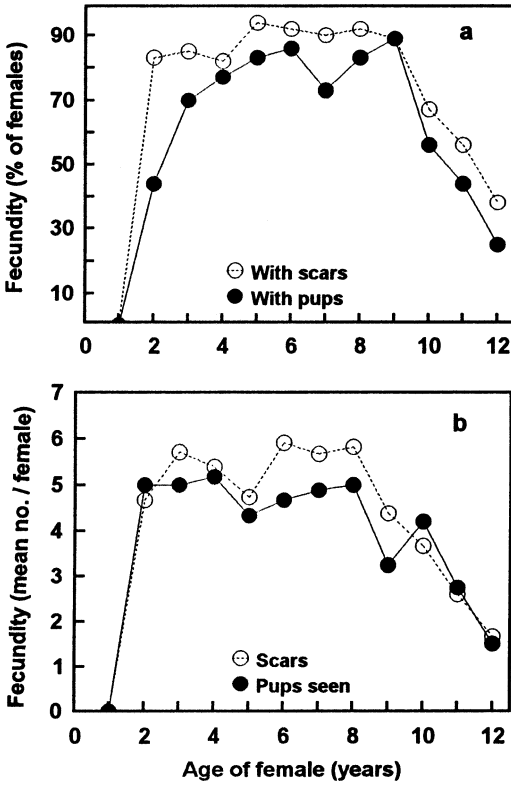 a
Fecundity (% of females)
90
70
50
30
10
With scars
With pups
0 2 4 6 8 10 12
b
Fecundity (mean no. / female)
7
6
5
4
3
2
1
0
Scars
Pups seen
0 2 4 6 8 10 12
Age of female (years)